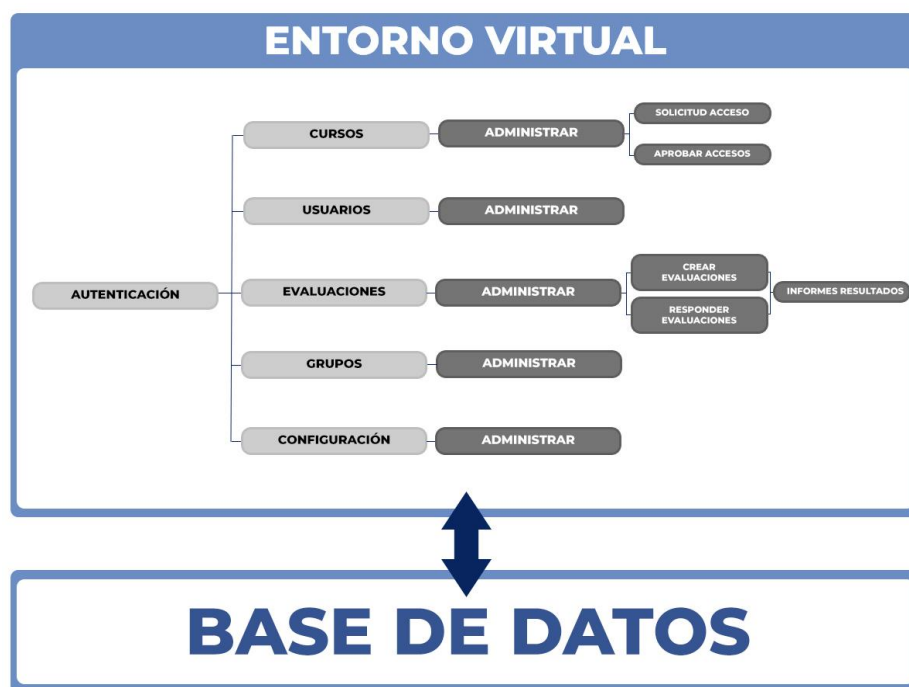 ENTORNO VIRTUAL
SOLICITUD ACCESO
CURSOS
ADMINISTRAR
APROBAR ACCESOS
USUARIOS
ADMINISTRAR
CREAR
EVALUACIONES
AUTENTICACIÓN
EVALUACIONES
ADMINISTRAR
INFORMES RESULTADOS
RESPONDER
EVALUACIONES
GRUPOS
ADMINISTRAR
CONFIGURACIÓN
ADMINISTRAR
BASE DE DATOS